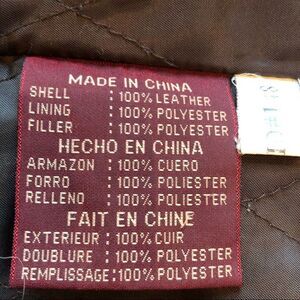 MADE IN CHINA
SHELL : 100% LEATHER
LINING : 100% POLYESTER
FILLER : 100% POLYESTER
HECHO EN CHINA
ARMAZON : 100% CUERO
FORRO : 100% POLIESTER
RELLENO : 100% POLIESTER
FAIT EN CHINE
EXTERIEUR : 100% CUIR
DOUBLURE : 100% POLYESTER
REMPLISSAGE : 100% POLYESTER